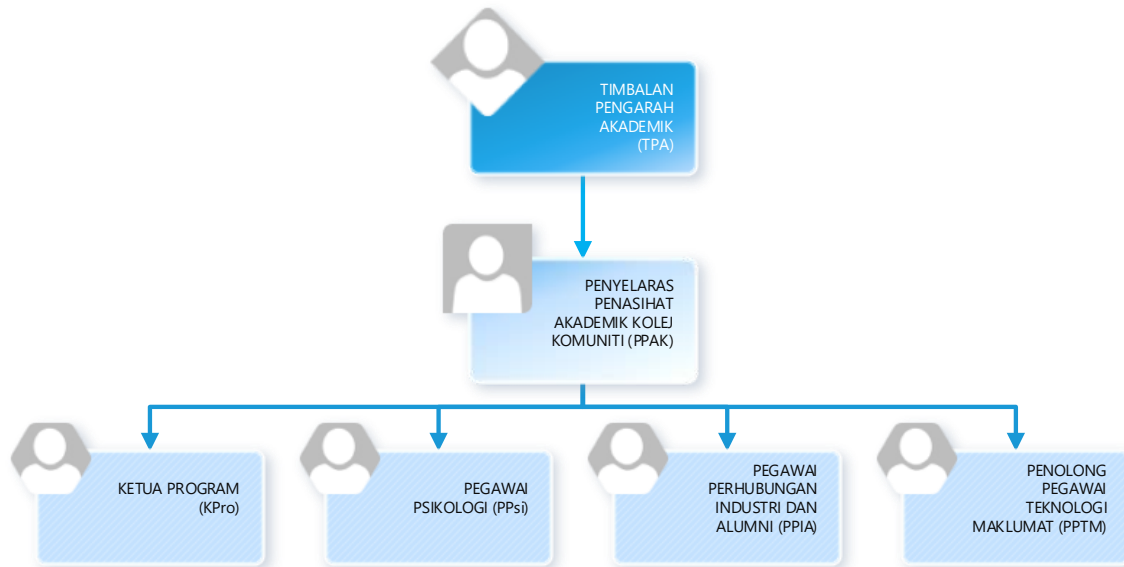 TIMBALAN
PENGARAH
AKADEMIK
(TPA)
PENYELARAS
PENASIHAT
AKADEMIK KOLEJ
KOMUNITI (PPAK)
KETUA PROGRAM
(KPro)
PEGAWAI
PSIKOLOGI (PPsi)
PEGAWAI
PERHUBUNGAN
INDUSTRI DAN
ALUMNI (PPIA)
PENOLONG
PEGAWAI
TEKNOLOGI
MAKLUMAT (PPTM)